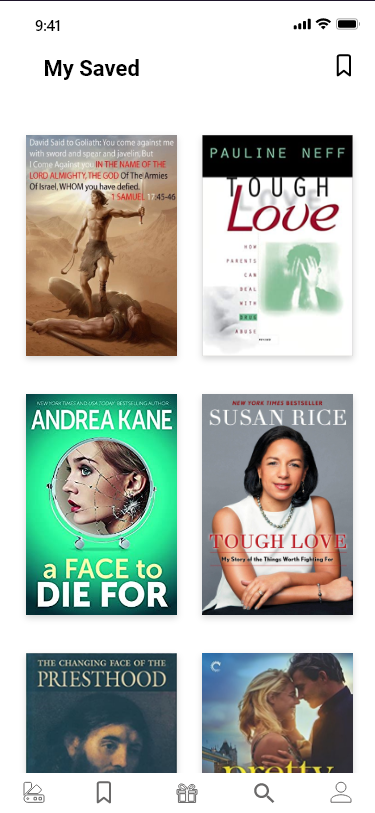 9:41
My Saved
David Said to Goliath: You come against me
with sword and spear and javelin, But
I Come Against you IN THE NAME OF THE
LORD ALMIGHTY, THE GOD Of The Armies
Of Israel, WHOM you have defied.
1 SAMUEL 17:45-46
PAULINE NEFF
TOUGH
Love
HOW
PARENTS
CAN
DEAL
WITH
DRUG
ABUSE
NEW YORK TIMES AND USA TODAY BESTSELLING AUTHOR
ANDREA KANE
a FACE to
DIE FOR
NEW YORK TIMES BESTSELLER
SUSAN RICE
TOUGH LOVE
My Story of the Things Worth Fighting For
THE CHANGING FACE OF THE
PRIESTHOOD
pretty